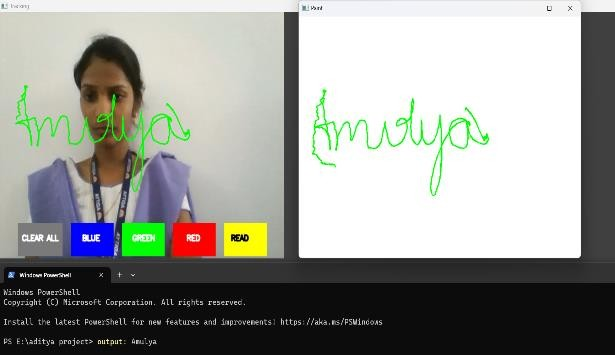 Tracking
Paint
Amulya
Amulya
CLEAR ALL BLUE GREEN RED READ
Windows PowerShell
Windows PowerShell
Copyright (C) Microsoft Corporation. All rights reserved.
Install the latest PowerShell for new features and improvements! https://aka.ms/PSWindows
PS E:\aditya project> output: Amulya